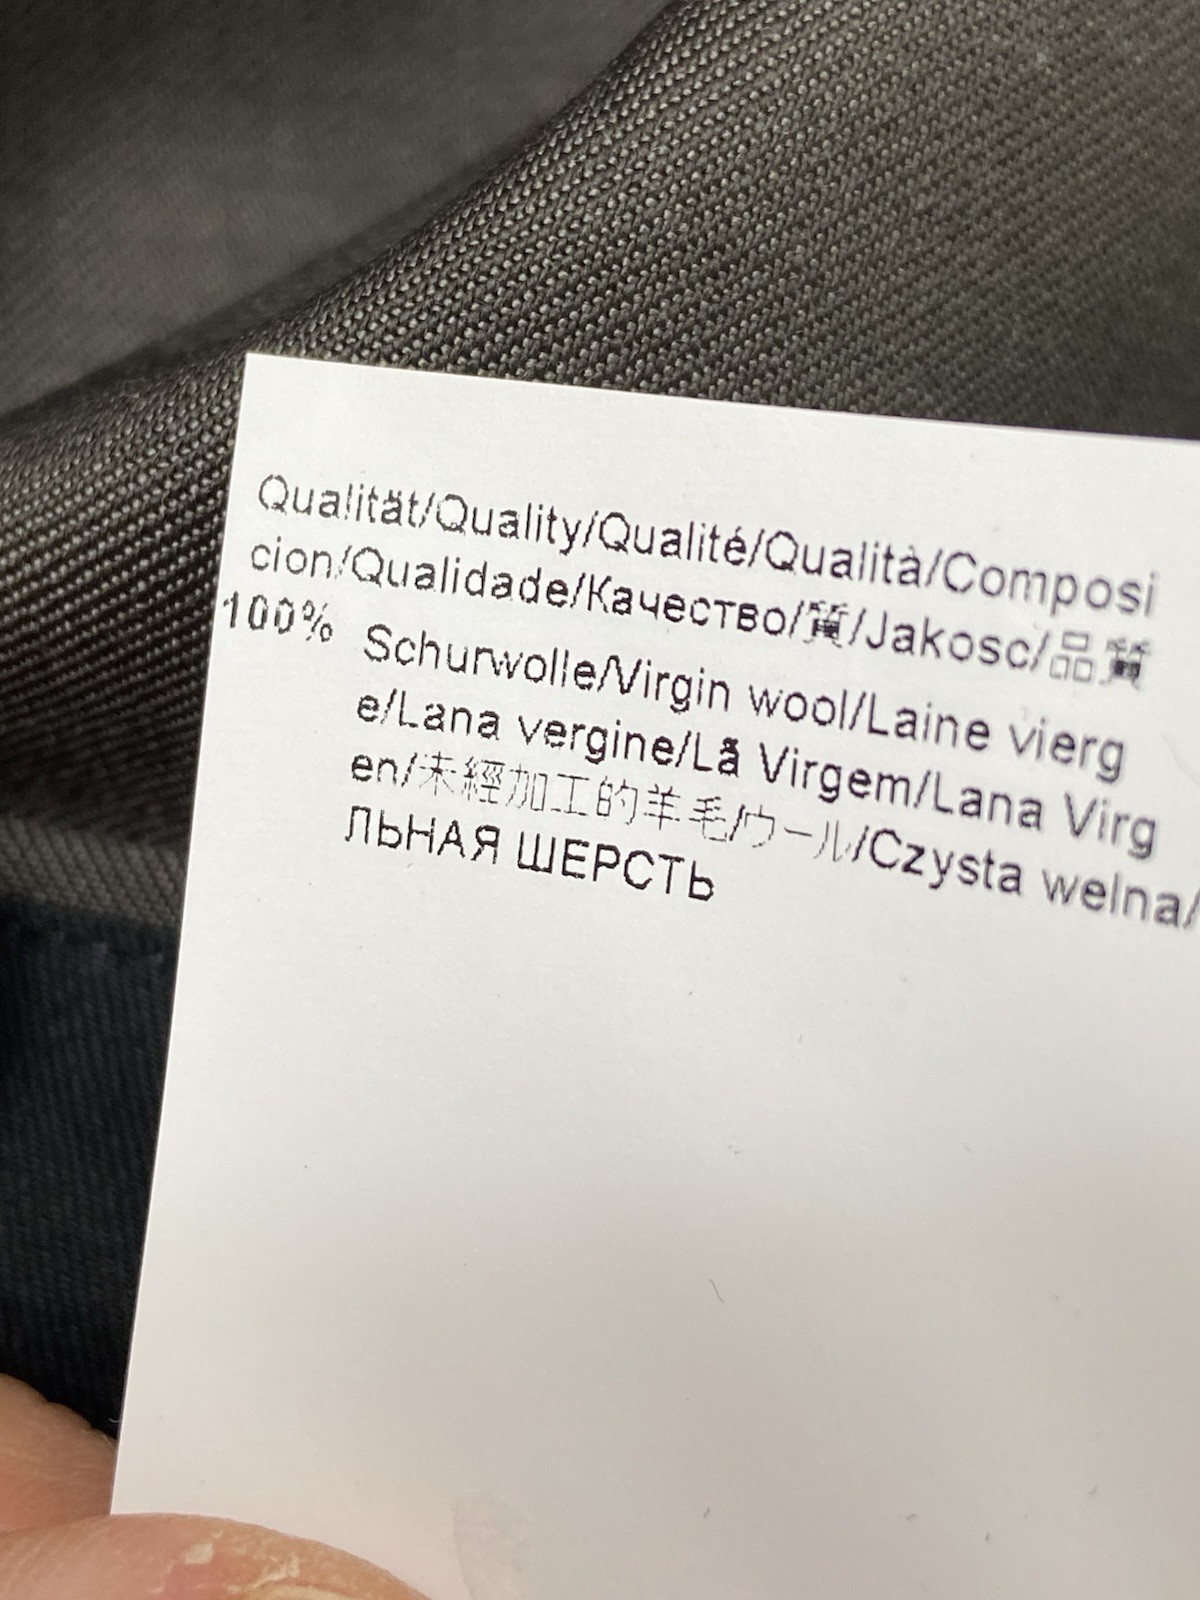 Qualität/Quality/Qualité/Qualità/Composi
cion/Qualidade/Качество/質/Jakosc/品質
100% Schurwolle/Virgin wool/Laine vierg
e/Lana vergine/Lã Virgem/Lana Virg
en/未經加工的羊毛/ウール/Czysta welna/
ЛЬНАЯ ШЕРСТЬ